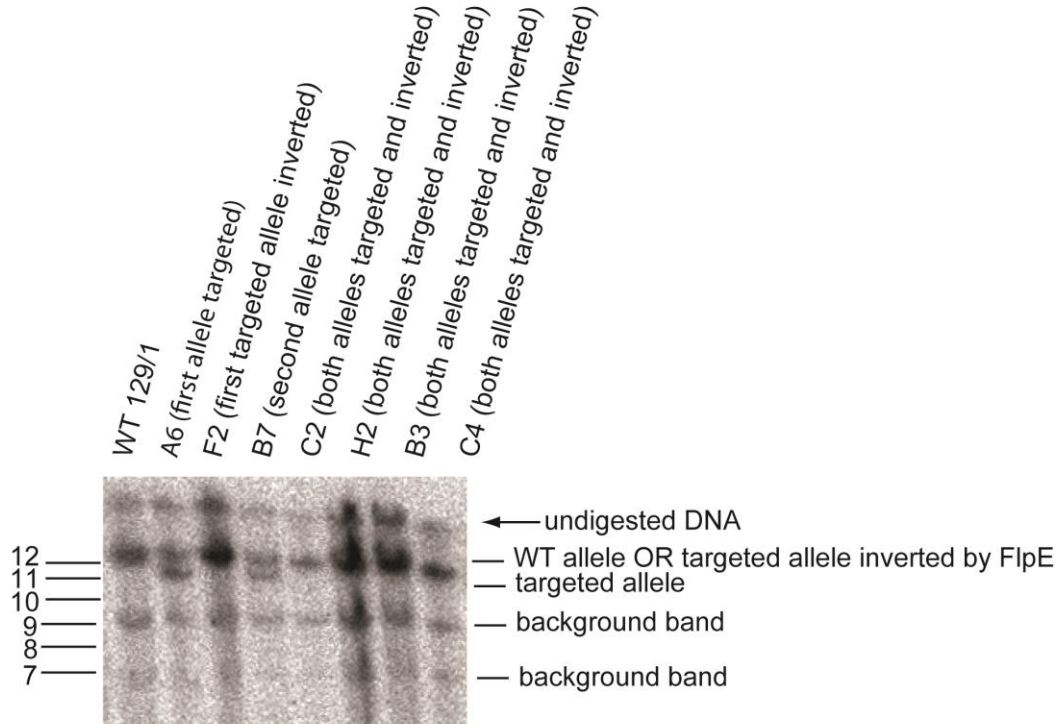 WT 129/1
A6 (first allele targeted)
F2 (first targeted allele inverted)
B7 (second allele targeted)
C2 (both alleles targeted and inverted)
H2 (both alleles targeted and inverted)
B3 (both alleles targeted and inverted)
C4 (both alleles targeted and inverted)
undigested DNA
12
WT allele OR targeted allele inverted by FlpE
11
targeted allele
10
9
background band
8
7
background band